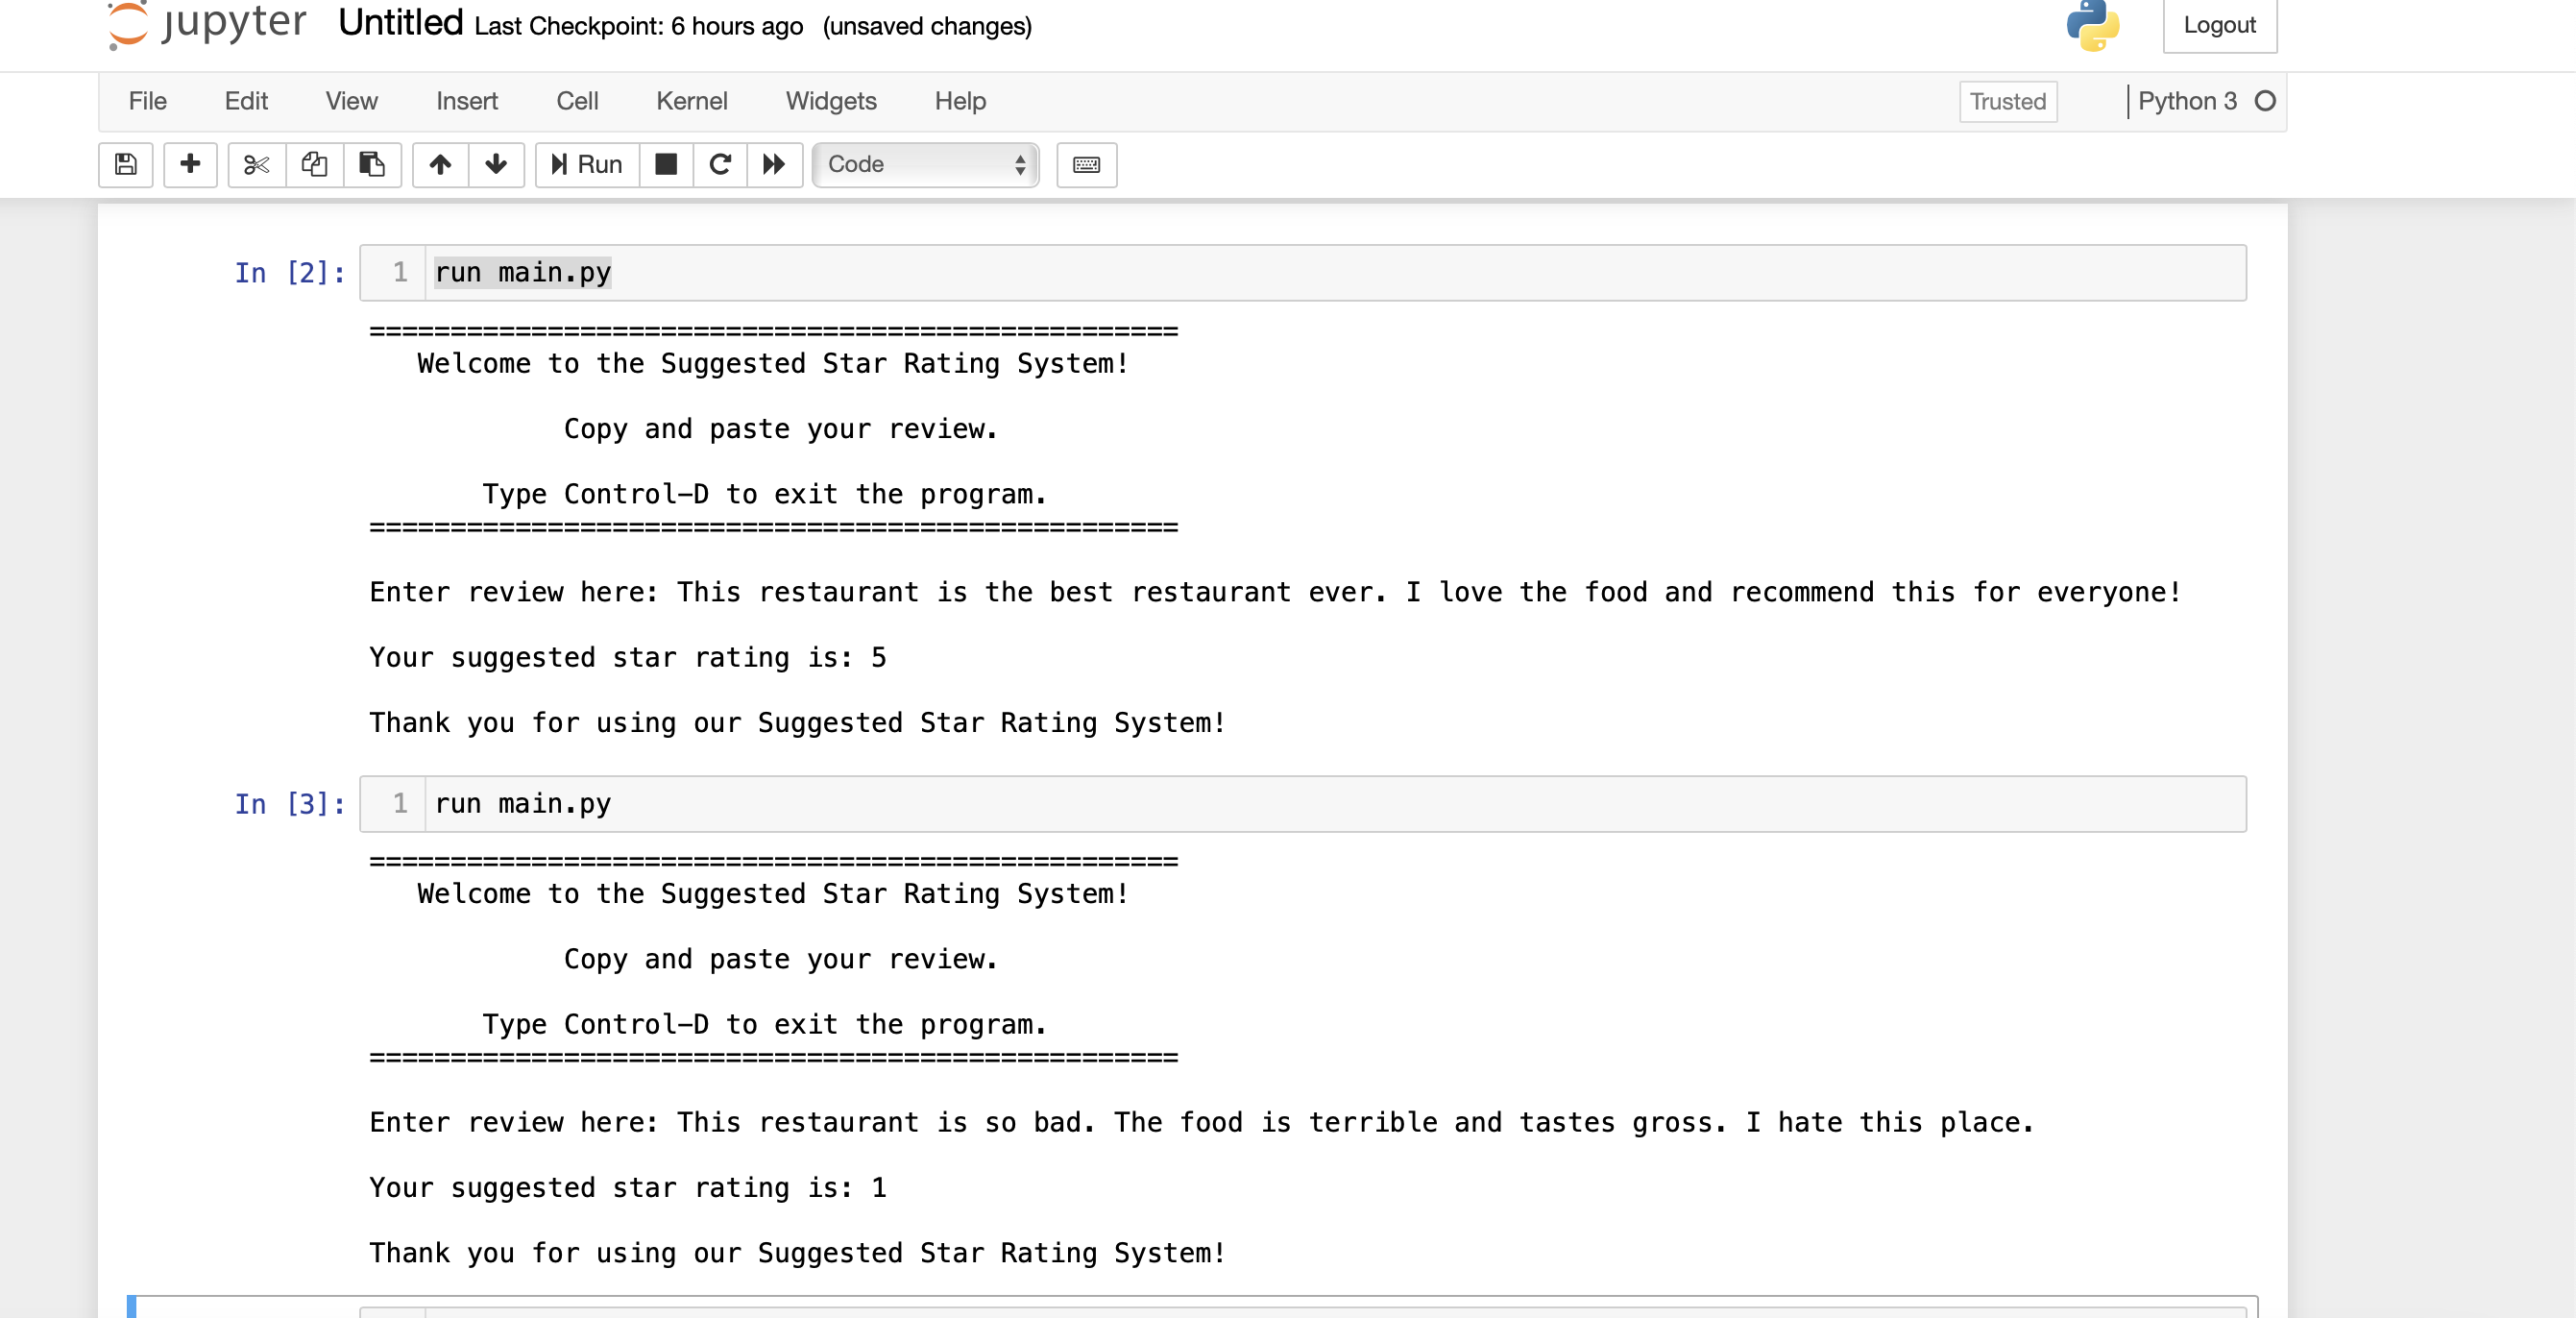 jupyter Untitled Last Checkpoint: 6 hours ago (unsaved changes) Logout
File Edit View Insert Cell Kernel Widgets Help Trusted Python 3
Run Code
In [2]: 1 run main.py
==================================================
Welcome to the Suggested Star Rating System!
Copy and paste your review.
Type Control-D to exit the program.
==================================================
Enter review here: This restaurant is the best restaurant ever. I love the food and recommend this for everyone!
Your suggested star rating is: 5
Thank you for using our Suggested Star Rating System!
In [3]: 1 run main.py
==================================================
Welcome to the Suggested Star Rating System!
Copy and paste your review.
Type Control-D to exit the program.
==================================================
Enter review here: This restaurant is so bad. The food is terrible and tastes gross. I hate this place.
Your suggested star rating is: 1
Thank you for using our Suggested Star Rating System!